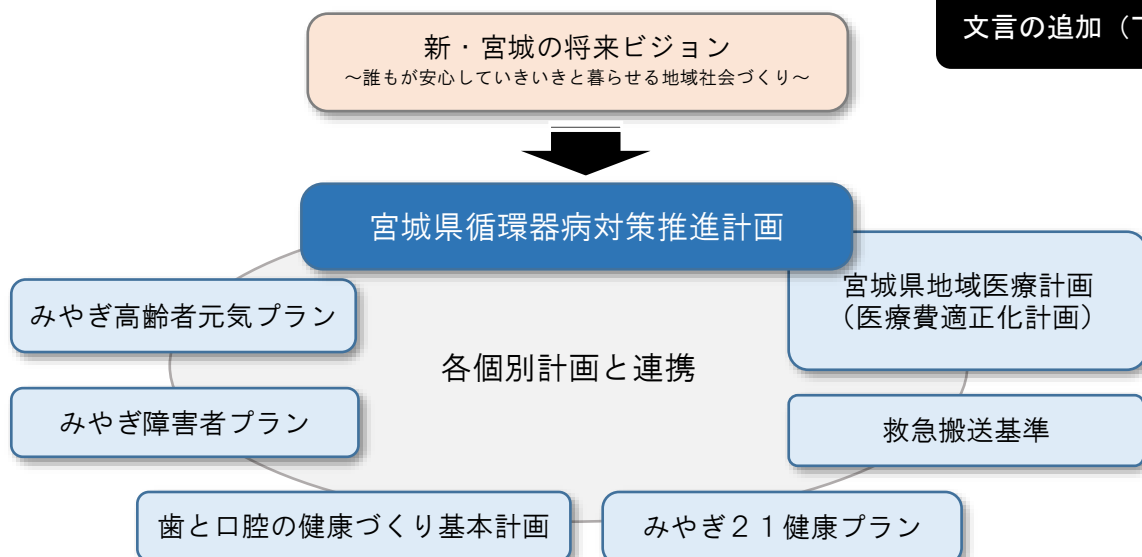 文言の追加（
新・宮城の将来ビジョン
～誰もが安心していきいきと暮らせる地域社会づくり～
宮城県循環器病対策推進計画
宮城県地域医療計画
（医療費適正化計画）
みやぎ高齢者元気プラン
各個別計画と連携
みやぎ障害者プラン
救急搬送基準
歯と口腔の健康づくり基本計画
みやぎ２１健康プラン